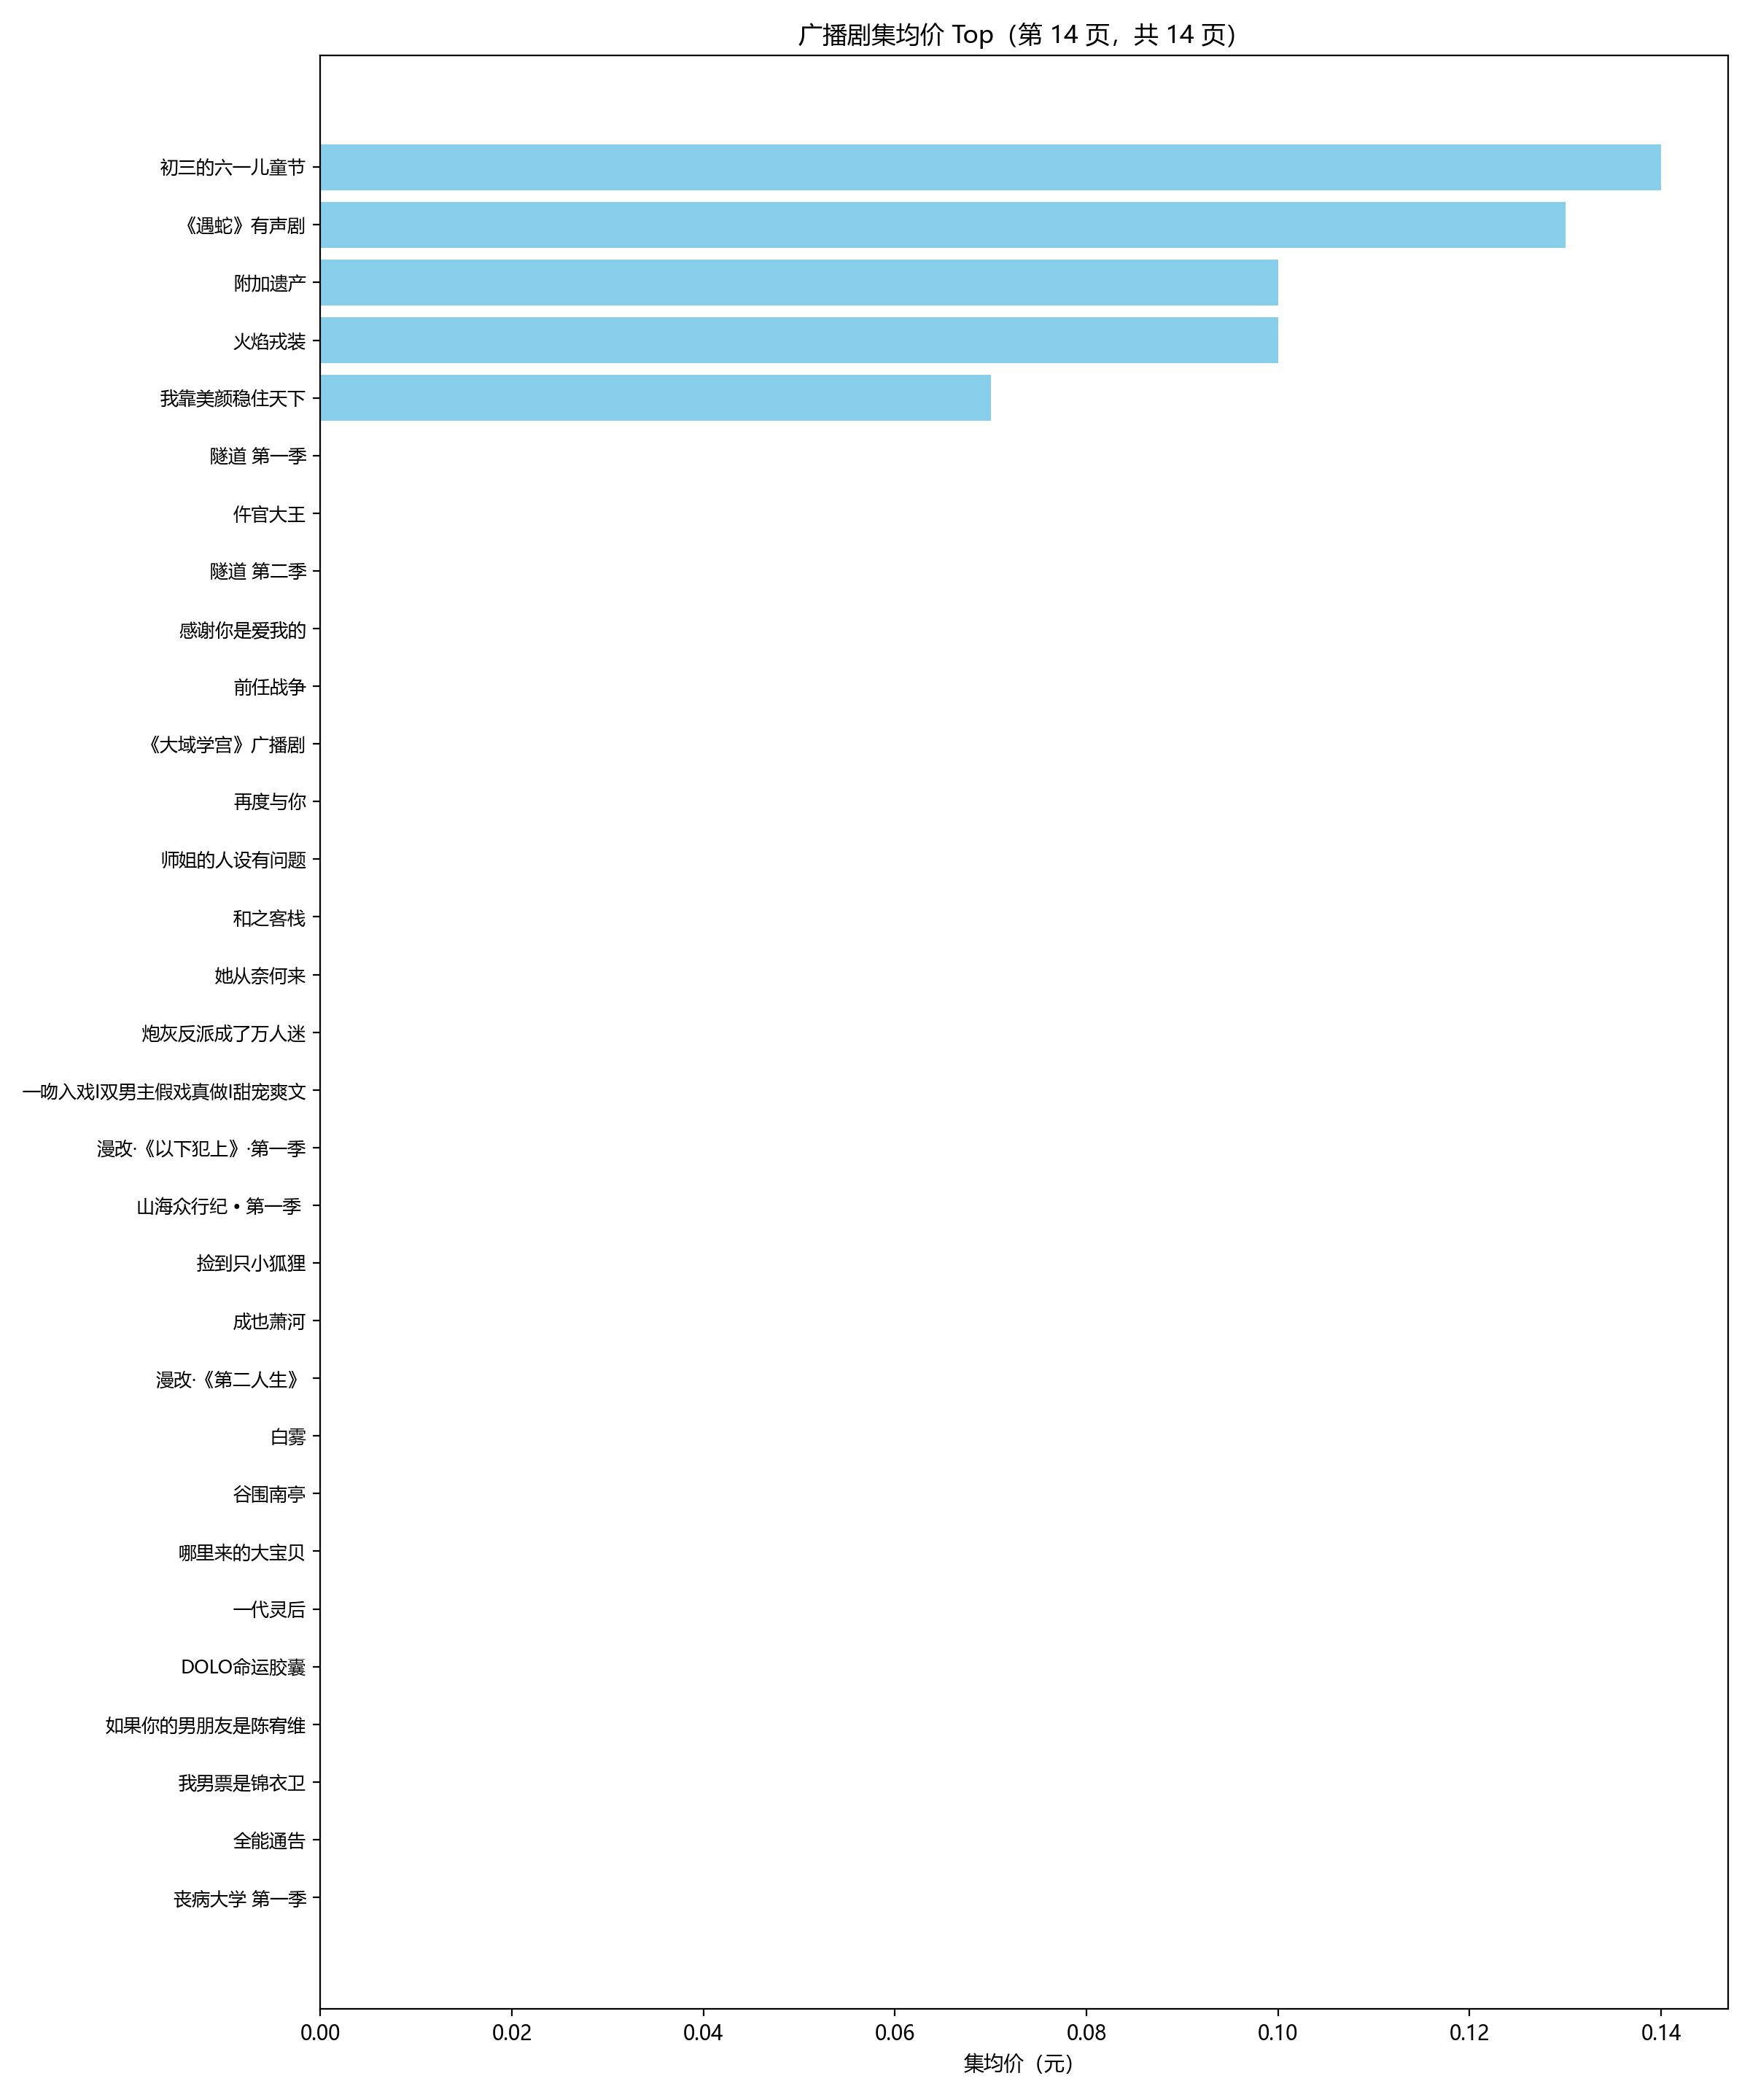 广播剧集均价 Top（第 14 页，共 14 页）
初三的六一儿童节
《遇蛇》有声剧
附加遗产
火焰戎装
我靠美颜稳住天下
隧道 第一季
仵官大王
隧道 第二季
感谢你是爱我的
前任战争
《大域学宫》广播剧
再度与你
师姐的人设有问题
和之客栈
她从奈何来
炮灰反派成了万人迷
一吻入戏l双男主假戏真做l甜宠爽文
漫改·《以下犯上》·第一季
山海众行纪 • 第一季
捡到只小狐狸
成也萧河
漫改·《第二人生》
白雾
谷围南亭
哪里来的大宝贝
一代灵后
DOLO命运胶囊
如果你的男朋友是陈宥维
我男票是锦衣卫
全能通告
丧病大学 第一季
0.00 0.02 0.04 0.06 0.08 0.10 0.12 0.14
集均价（元）